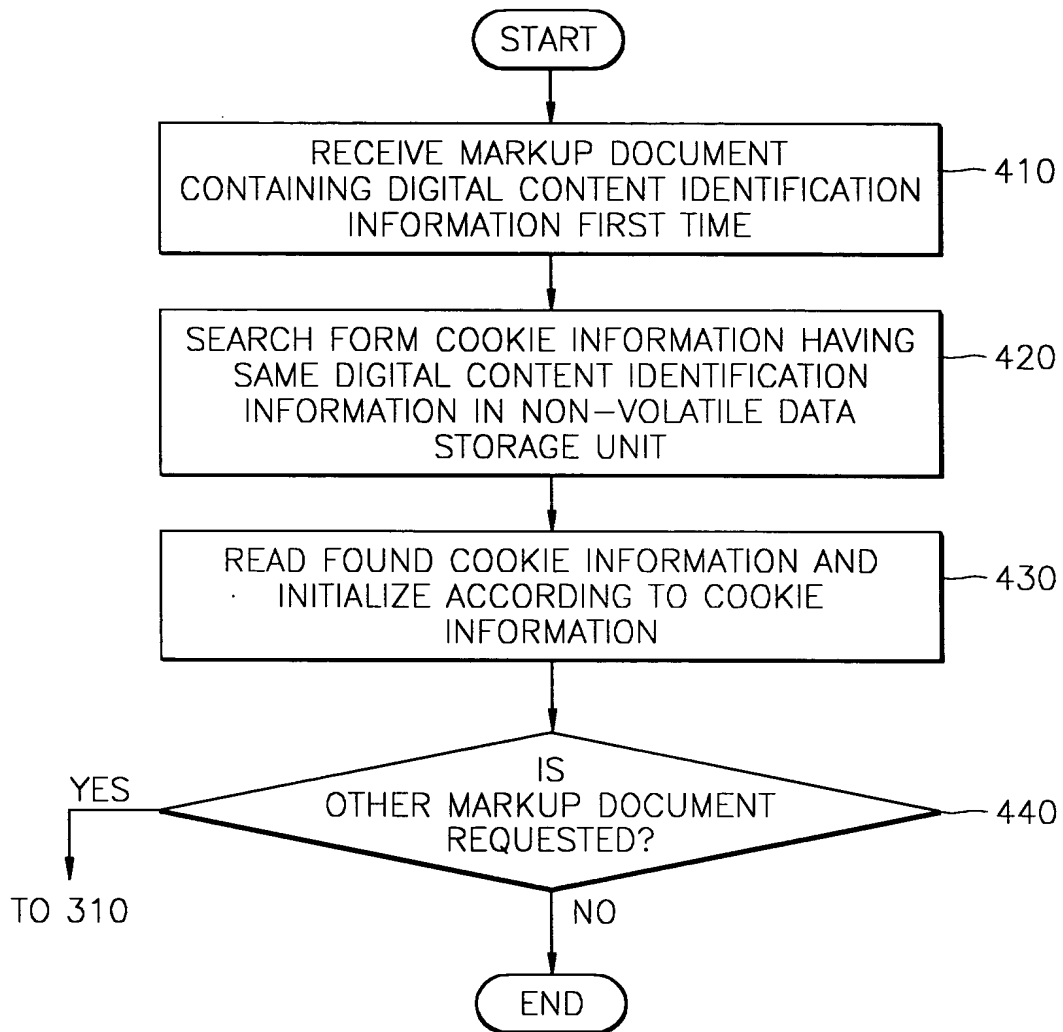 START
RECEIVE MARKUP DOCUMENT
CONTAINING DIGITAL CONTENT IDENTIFICATION
INFORMATION FIRST TIME
410
SEARCH FORM COOKIE INFORMATION HAVING
SAME DIGITAL CONTENT IDENTIFICATION
INFORMATION IN NON-VOLATILE DATA
STORAGE UNIT
420
READ FOUND COOKIE INFORMATION AND
INITIALIZE ACCORDING TO COOKIE
INFORMATION
430
IS
OTHER MARKUP DOCUMENT
REQUESTED?
440
YES
TO 310
NO
END